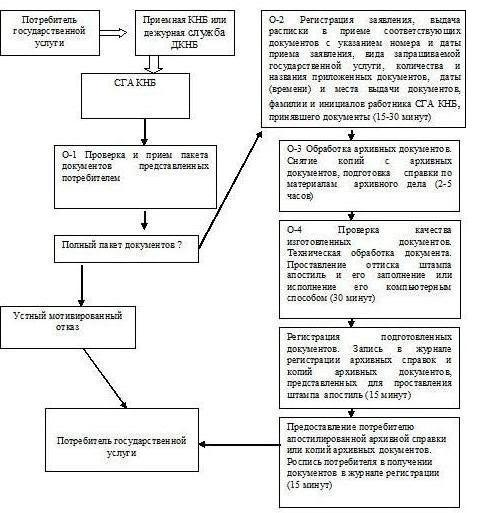 Потребитель
государственной
услуги
Приемная КНБ или
дежурная служба
ДКНБ
СГА КНБ
О-1 Проверка и прием пакета
документов представленных
потребителем
Полный пакет документов ?
Устный мотивированный
отказ
Потребитель государственной
услуги
О-2 Регистрация заявления, выдача
расписки в приеме соответствующих
документов с указанием номера и даты
приема заявления, вида запрашиваемой
государственной услуги, количества и
названия приложенных документов, даты
(времени) и места выдачи документов,
фамилии и инициалов работника СГА КНБ,
принявшего документы (15-30 минут)
О-3 Обработка архивных документов.
Снятие копий с архивных
документов, подготовка справки по
материалам архивного дела (2-5
часов)
О-4 Проверка качества
изготовленных документов.
Техническая обработка документа.
Проставление оттиска штампа
апостиль и его заполнение или
исполнение его компьютерным
способом (30 минут)
Регистрация подготовленных
документов. Запись в журнале
регистрации архивных справок и
копий архивных документов,
представленных для проставления
штампа апостиль (15 минут)
Предоставление потребителю
апостилированной архивной справки
или копий архивных документов.
Роспись потребителя в получении
документов в журнале регистрации
(15 минут)